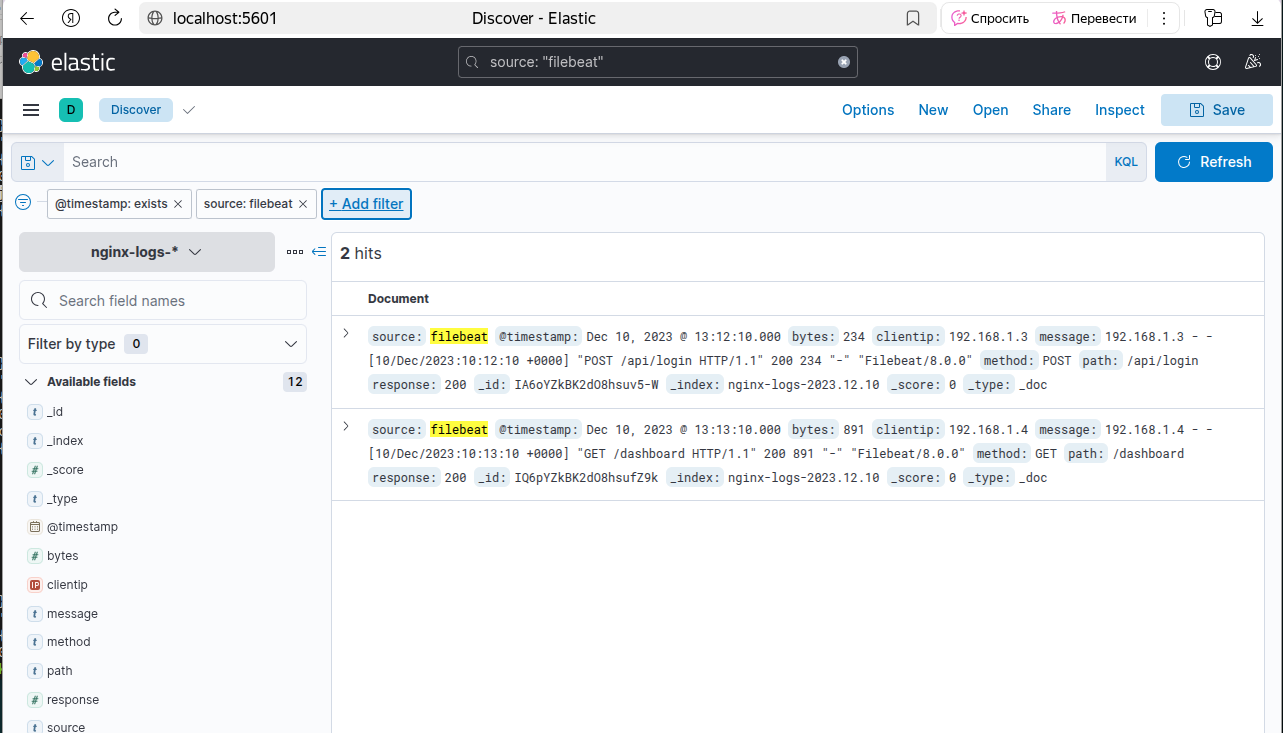 localhost:5601 Discover - Elastic Спросить Перевести
elastic source: "filebeat"
D Discover Options New Open Share Inspect Save
Search KQL Refresh
@timestamp: exists × source: filebeat × + Add filter
nginx-logs-*
Search field names
Filter by type 0
Available fields 12
t _id
t _index
# _score
t _type
@timestamp
# bytes
IP clientip
t message
t method
t path
# response
t source
2 hits
Document
source: filebeat @timestamp: Dec 10, 2023 @ 13:12:10.000 bytes: 234 clientip: 192.168.1.3 message: 192.168.1.3 - -
[10/Dec/2023:10:12:10 +0000] "POST /api/login HTTP/1.1" 200 234 "-" "Filebeat/8.0.0" method: POST path: /api/login
response: 200 _id: IA6oYZkBK2dO8hsuv5-W _index: nginx-logs-2023.12.10 _score: 0 _type: _doc
source: filebeat @timestamp: Dec 10, 2023 @ 13:13:10.000 bytes: 891 clientip: 192.168.1.4 message: 192.168.1.4 - -
[10/Dec/2023:10:13:10 +0000] "GET /dashboard HTTP/1.1" 200 891 "-" "Filebeat/8.0.0" method: GET path: /dashboard
response: 200 _id: IQ6pYZkBK2dO8hsufZ9k _index: nginx-logs-2023.12.10 _score: 0 _type: _doc